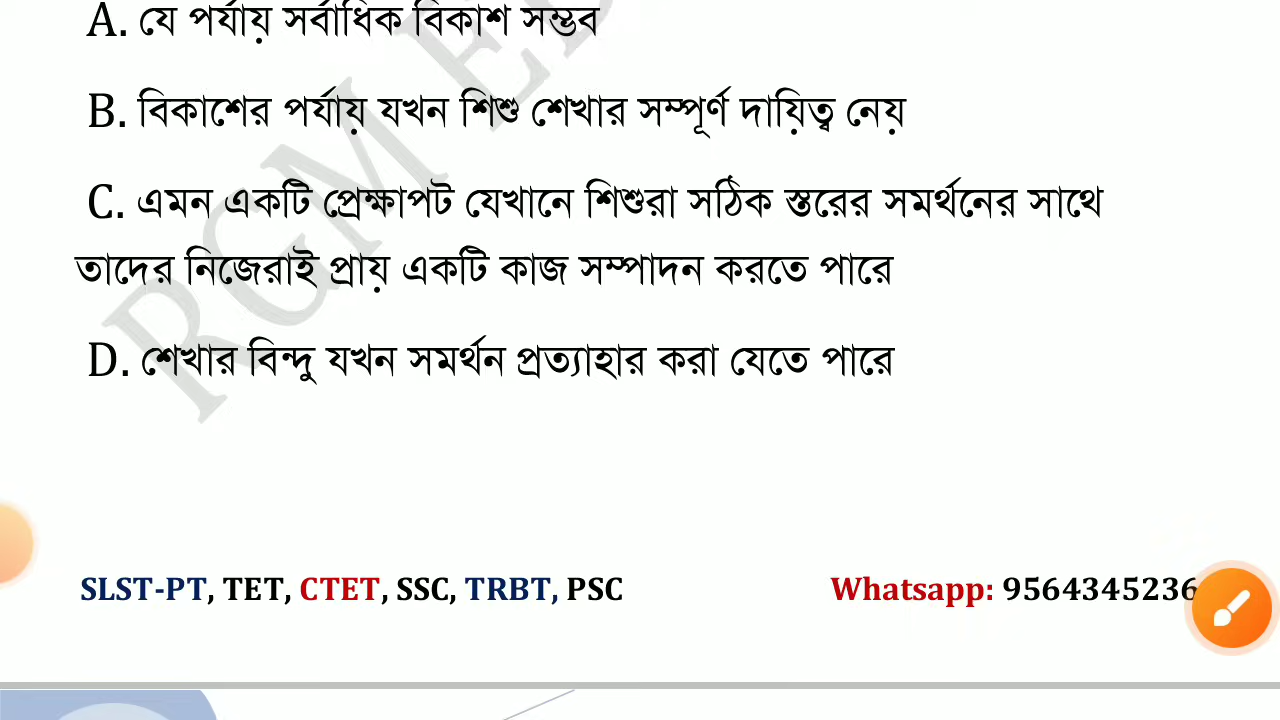 A. যে পর্যায় সর্বাধিক বিকাশ সম্ভব
B. বিকাশের পর্যায় যখন শিশু শেখার সম্পূর্ণ দায়িত্ব নেয়
C. এমন একটি প্রেক্ষাপট যেখানে শিশুরা সঠিক স্তরের সমর্থনের সাথে
তাদের নিজেরাই প্রায় একটি কাজ সম্পাদন করতে পারে
D. শেখার বিন্দু যখন সমর্থন প্রত্যাহার করা যেতে পারে
RGM
SLST-PT, TET, CTET, SSC, TRBT, PSC Whatsapp: 9564345236